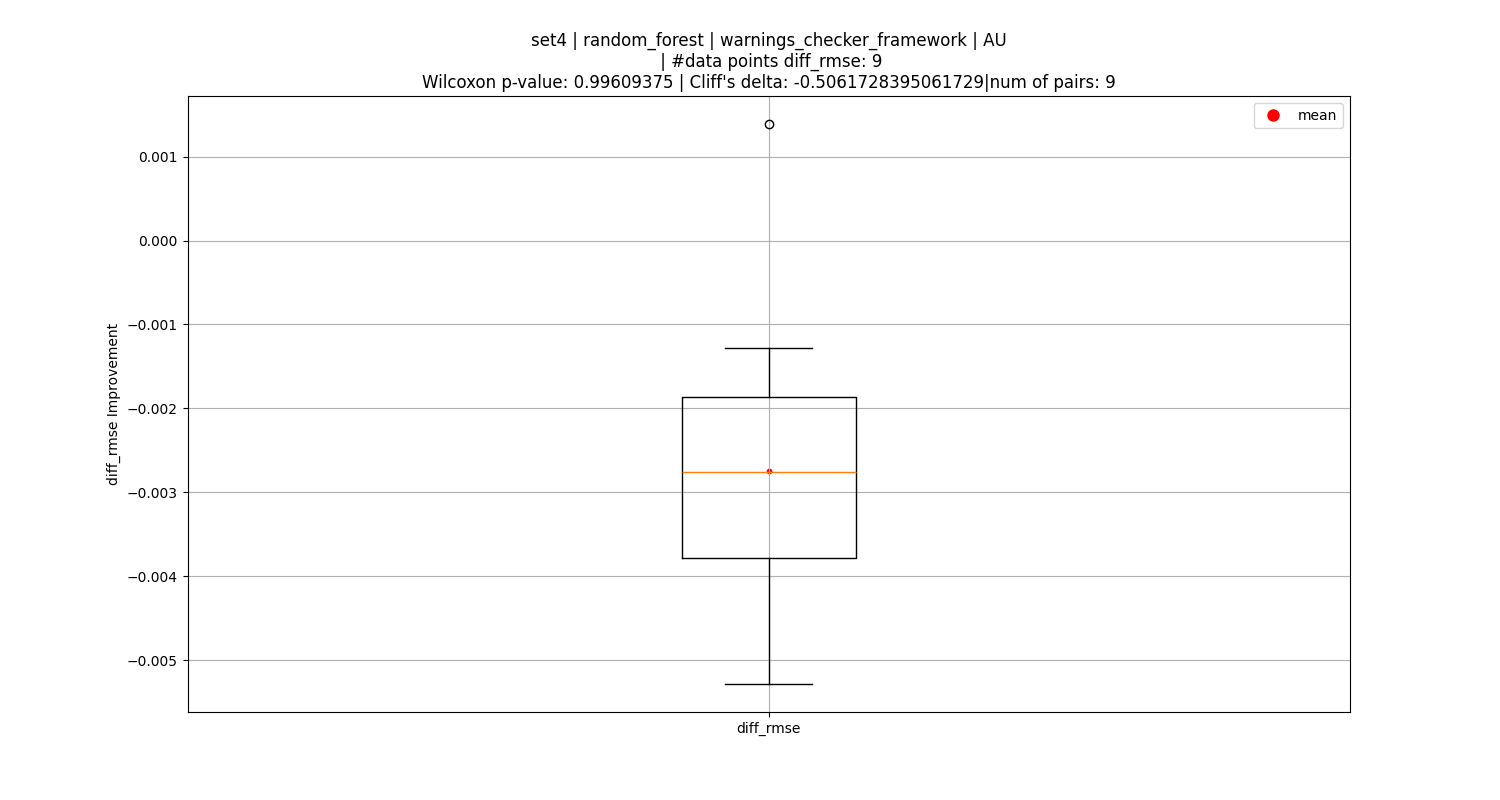 set4 | random_forest | warnings_checker_framework | AU
| #data points diff_rmse: 9
Wilcoxon p-value: 0.99609375 | Cliff's delta: -0.5061728395061729|num of pairs: 9
mean
0.001
0.000
−0.001
−0.002
−0.003
−0.004
−0.005
diff_rmse Improvement
diff_rmse